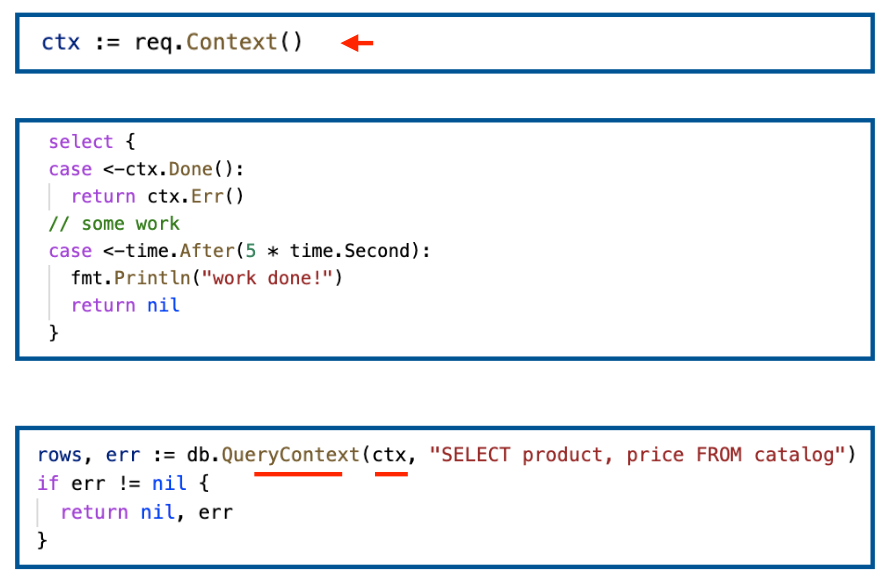 ctx := req.Context()
select {
case <-ctx.Done():
return ctx.Err()
// some work
case <-time.After(5 * time.Second):
fmt.Println("work done!")
return nil
}
rows, err := db.QueryContext(ctx, "SELECT product, price FROM catalog")
if err != nil {
return nil, err
}